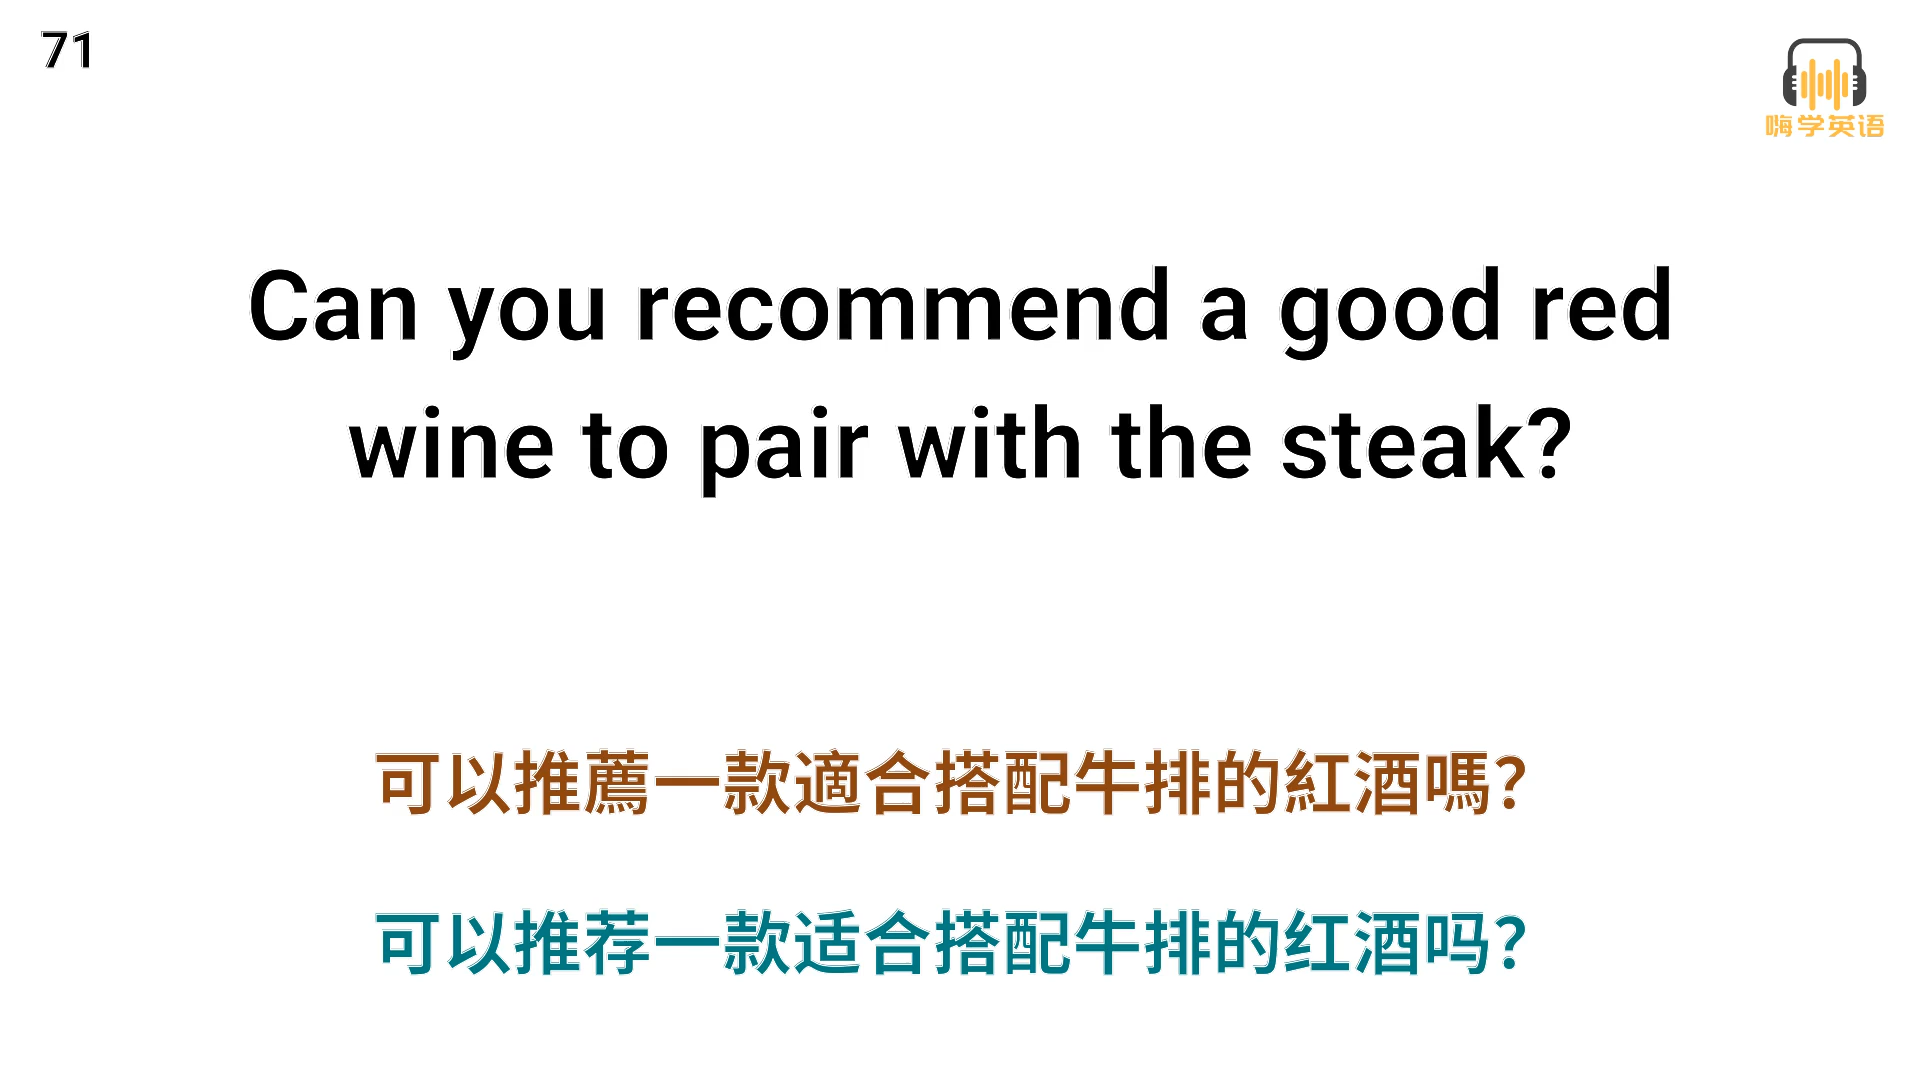 71
嗨学英语
Can you recommend a good red
wine to pair with the steak?
可以推薦一款適合搭配牛排的紅酒嗎?
可以推荐一款适合搭配牛排的红酒吗?